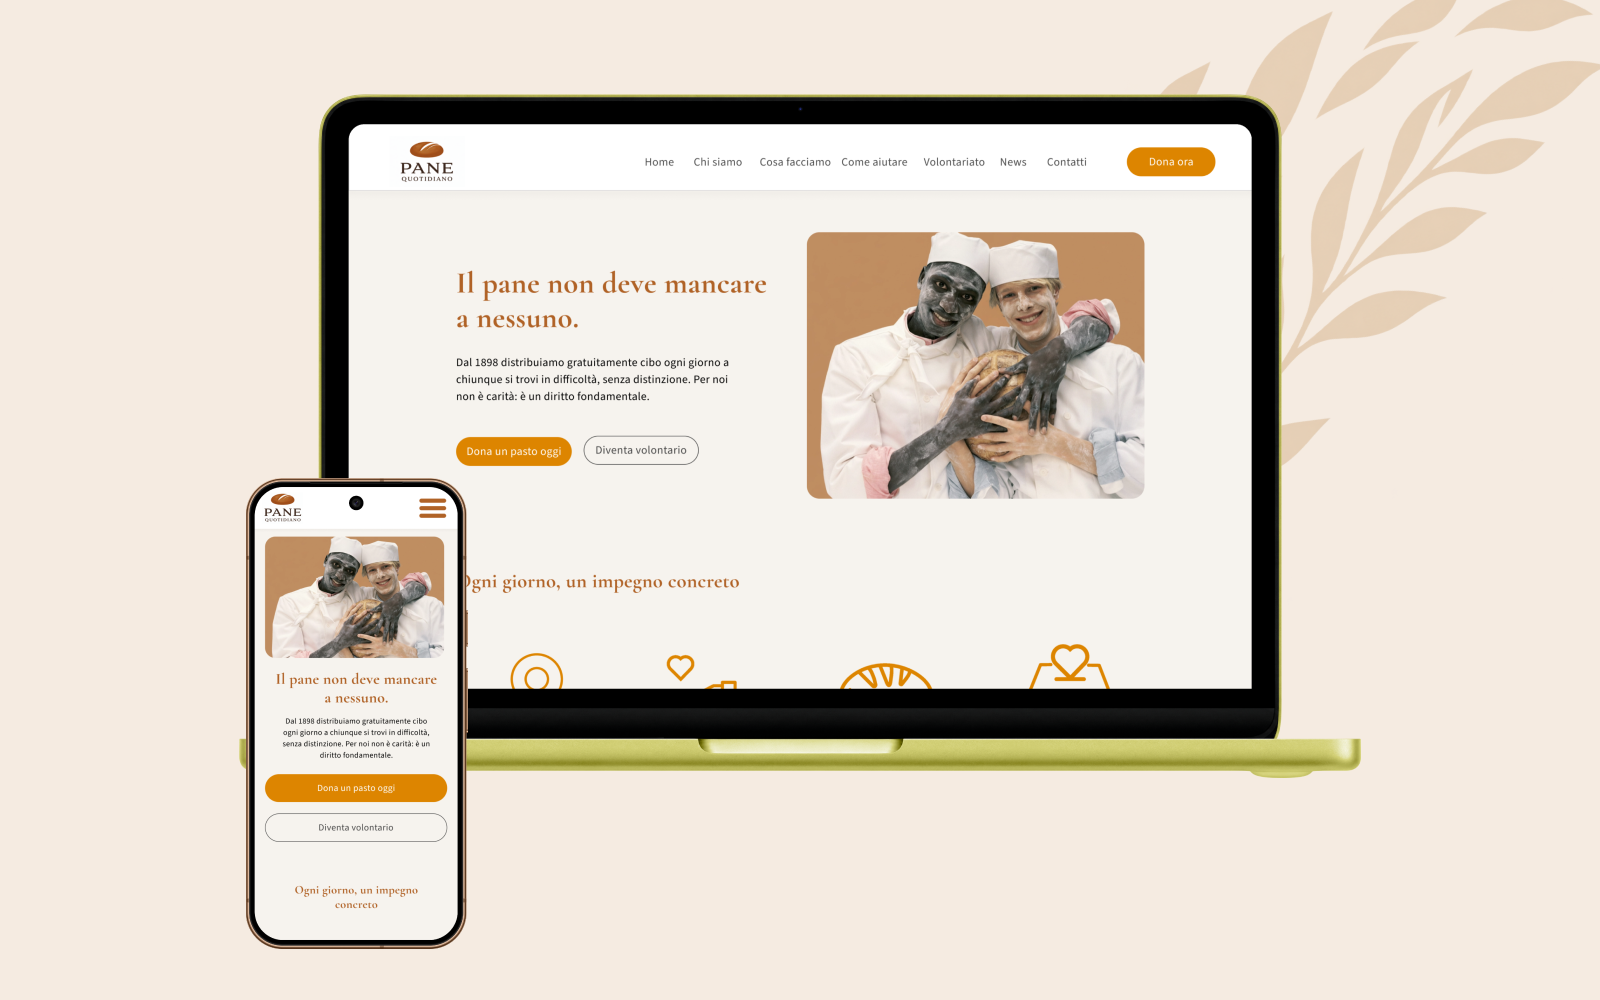 PANE
QUOTIDIANO
Home Chi siamo Cosa facciamo Come aiutare Volontariato News Contatti Dona ora
Il pane non deve mancare
a nessuno.
Dal 1898 distribuiamo gratuitamente cibo ogni giorno a
chiunque si trovi in difficoltà, senza distinzione. Per noi
non è carità: è un diritto fondamentale.
Dona un pasto oggi Diventa volontario
Ogni giorno, un impegno concreto
PANE
QUOTIDIANO
Il pane non deve mancare
a nessuno.
Dal 1898 distribuiamo gratuitamente cibo
ogni giorno a chiunque si trovi in difficoltà,
senza distinzione. Per noi non è carità: è un
diritto fondamentale.
Dona un pasto oggi
Diventa volontario
Ogni giorno, un impegno
concreto